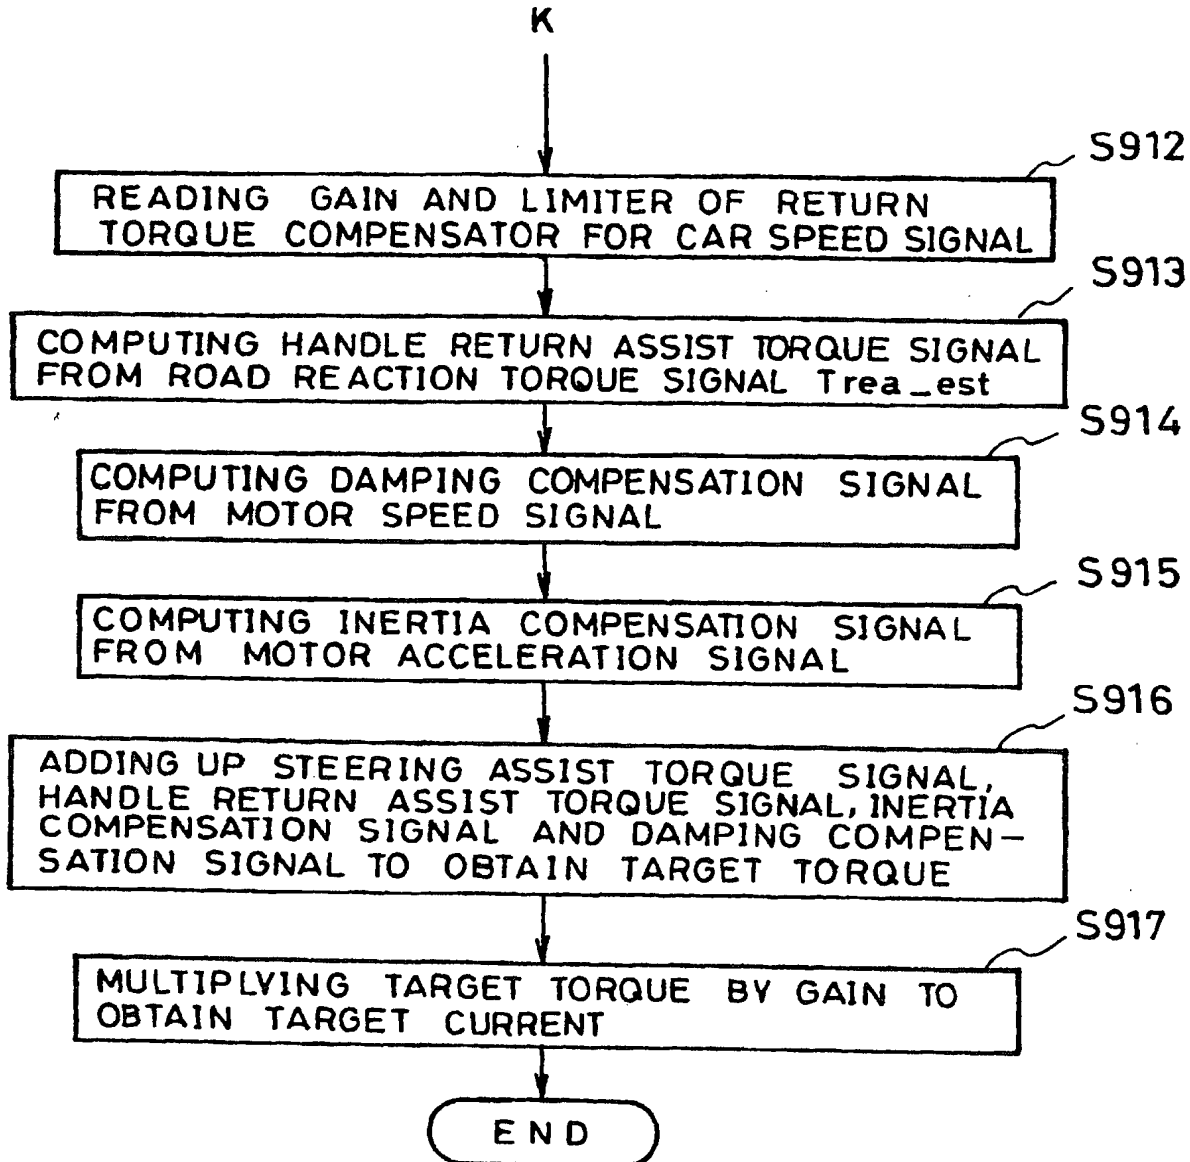 K
S912
READING GAIN AND LIMITER OF RETURN
TORQUE COMPENSATOR FOR CAR SPEED SIGNAL
S913
COMPUTING HANDLE RETURN ASSIST TORQUE SIGNAL
FROM ROAD REACTION TORQUE SIGNAL Trea_est
S914
COMPUTING DAMPING COMPENSATION SIGNAL
FROM MOTOR SPEED SIGNAL
S915
COMPUTING INERTIA COMPENSATION SIGNAL
FROM MOTOR ACCELERATION SIGNAL
S916
ADDING UP STEERING ASSIST TORQUE SIGNAL,
HANDLE RETURN ASSIST TORQUE SIGNAL, INERTIA
COMPENSATION SIGNAL AND DAMPING COMPEN-
SATION SIGNAL TO OBTAIN TARGET TORQUE
S917
MULTIPLYING TARGET TORQUE BY GAIN TO
OBTAIN TARGET CURRENT
END